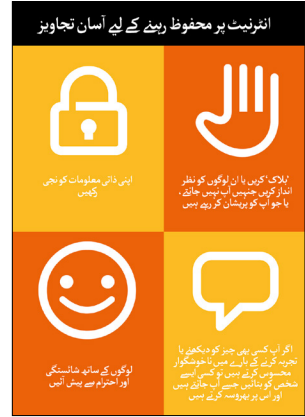 انٹرنیٹ پر محفوظ رہنے کے لیے آسان تجاویز
'بلاک' کریں یا ان لوگوں کو نظر
انداز کریں جنہیں آپ نہیں جانتے ۔
یا جو آپ کو پریشان کر رہے ہیں
اپنی ذاتی معلومات کو نجی
رکھیں
اگر آپ کسی بھی چیز کو دیکھنے یا
تجربہ کرنے کے بارے میں ناخوشگوار
محسوس کرتے ہیں تو کسی ایسے
شخص کو بتائیں جسے آپ جانتے ہیں
اور اس پر بھروسہ کرتے ہیں
لوگوں کے ساتھ شائستگی
اور احترام سے پیش آئیں